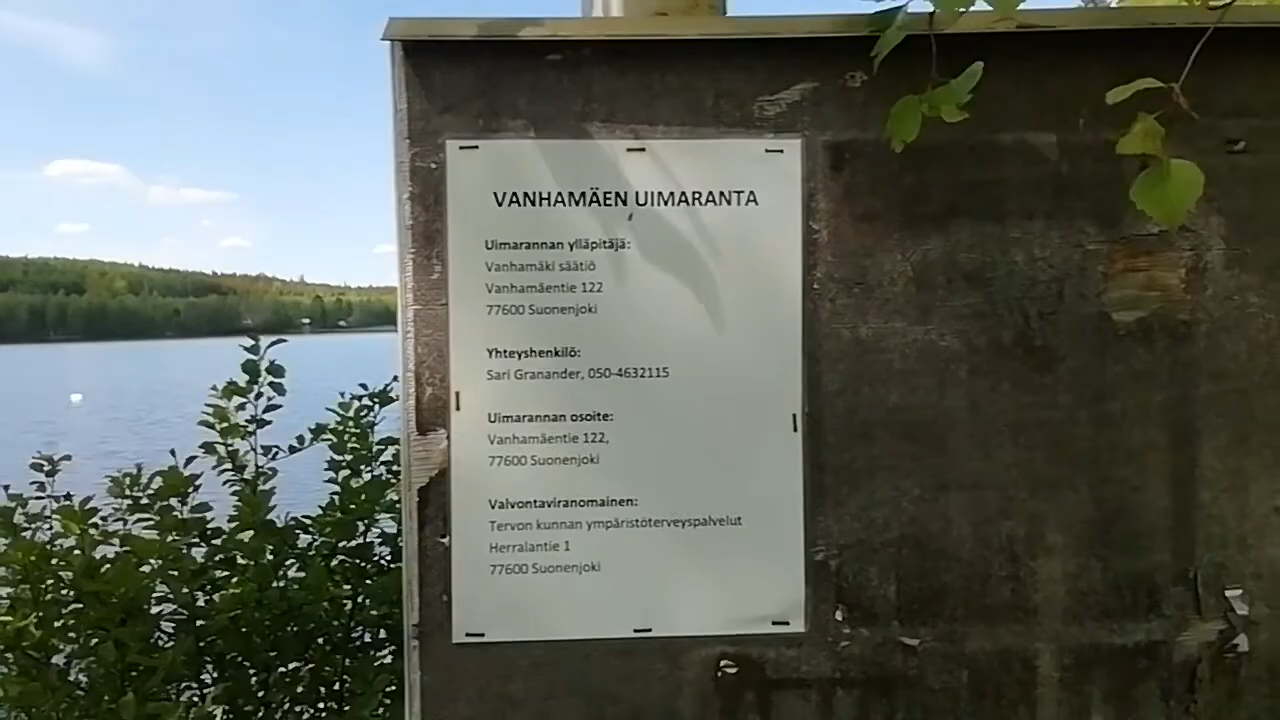 VANHAMÄEN UIMARANTA
Uimarannan ylläpitäjä:
Vanhamäki säätiö
Vanhamäentie 122
77600 Suonenjoki
Yhteyshenkilö:
Sari Granander, 050-4632115
Uimarannan osoite:
Vanhamäentie 122,
77600 Suonenjoki
Valvontaviranomainen:
Tervon kunnan ympäristöterveyspalvelut
Herralantie 1
77600 Suonenjoki